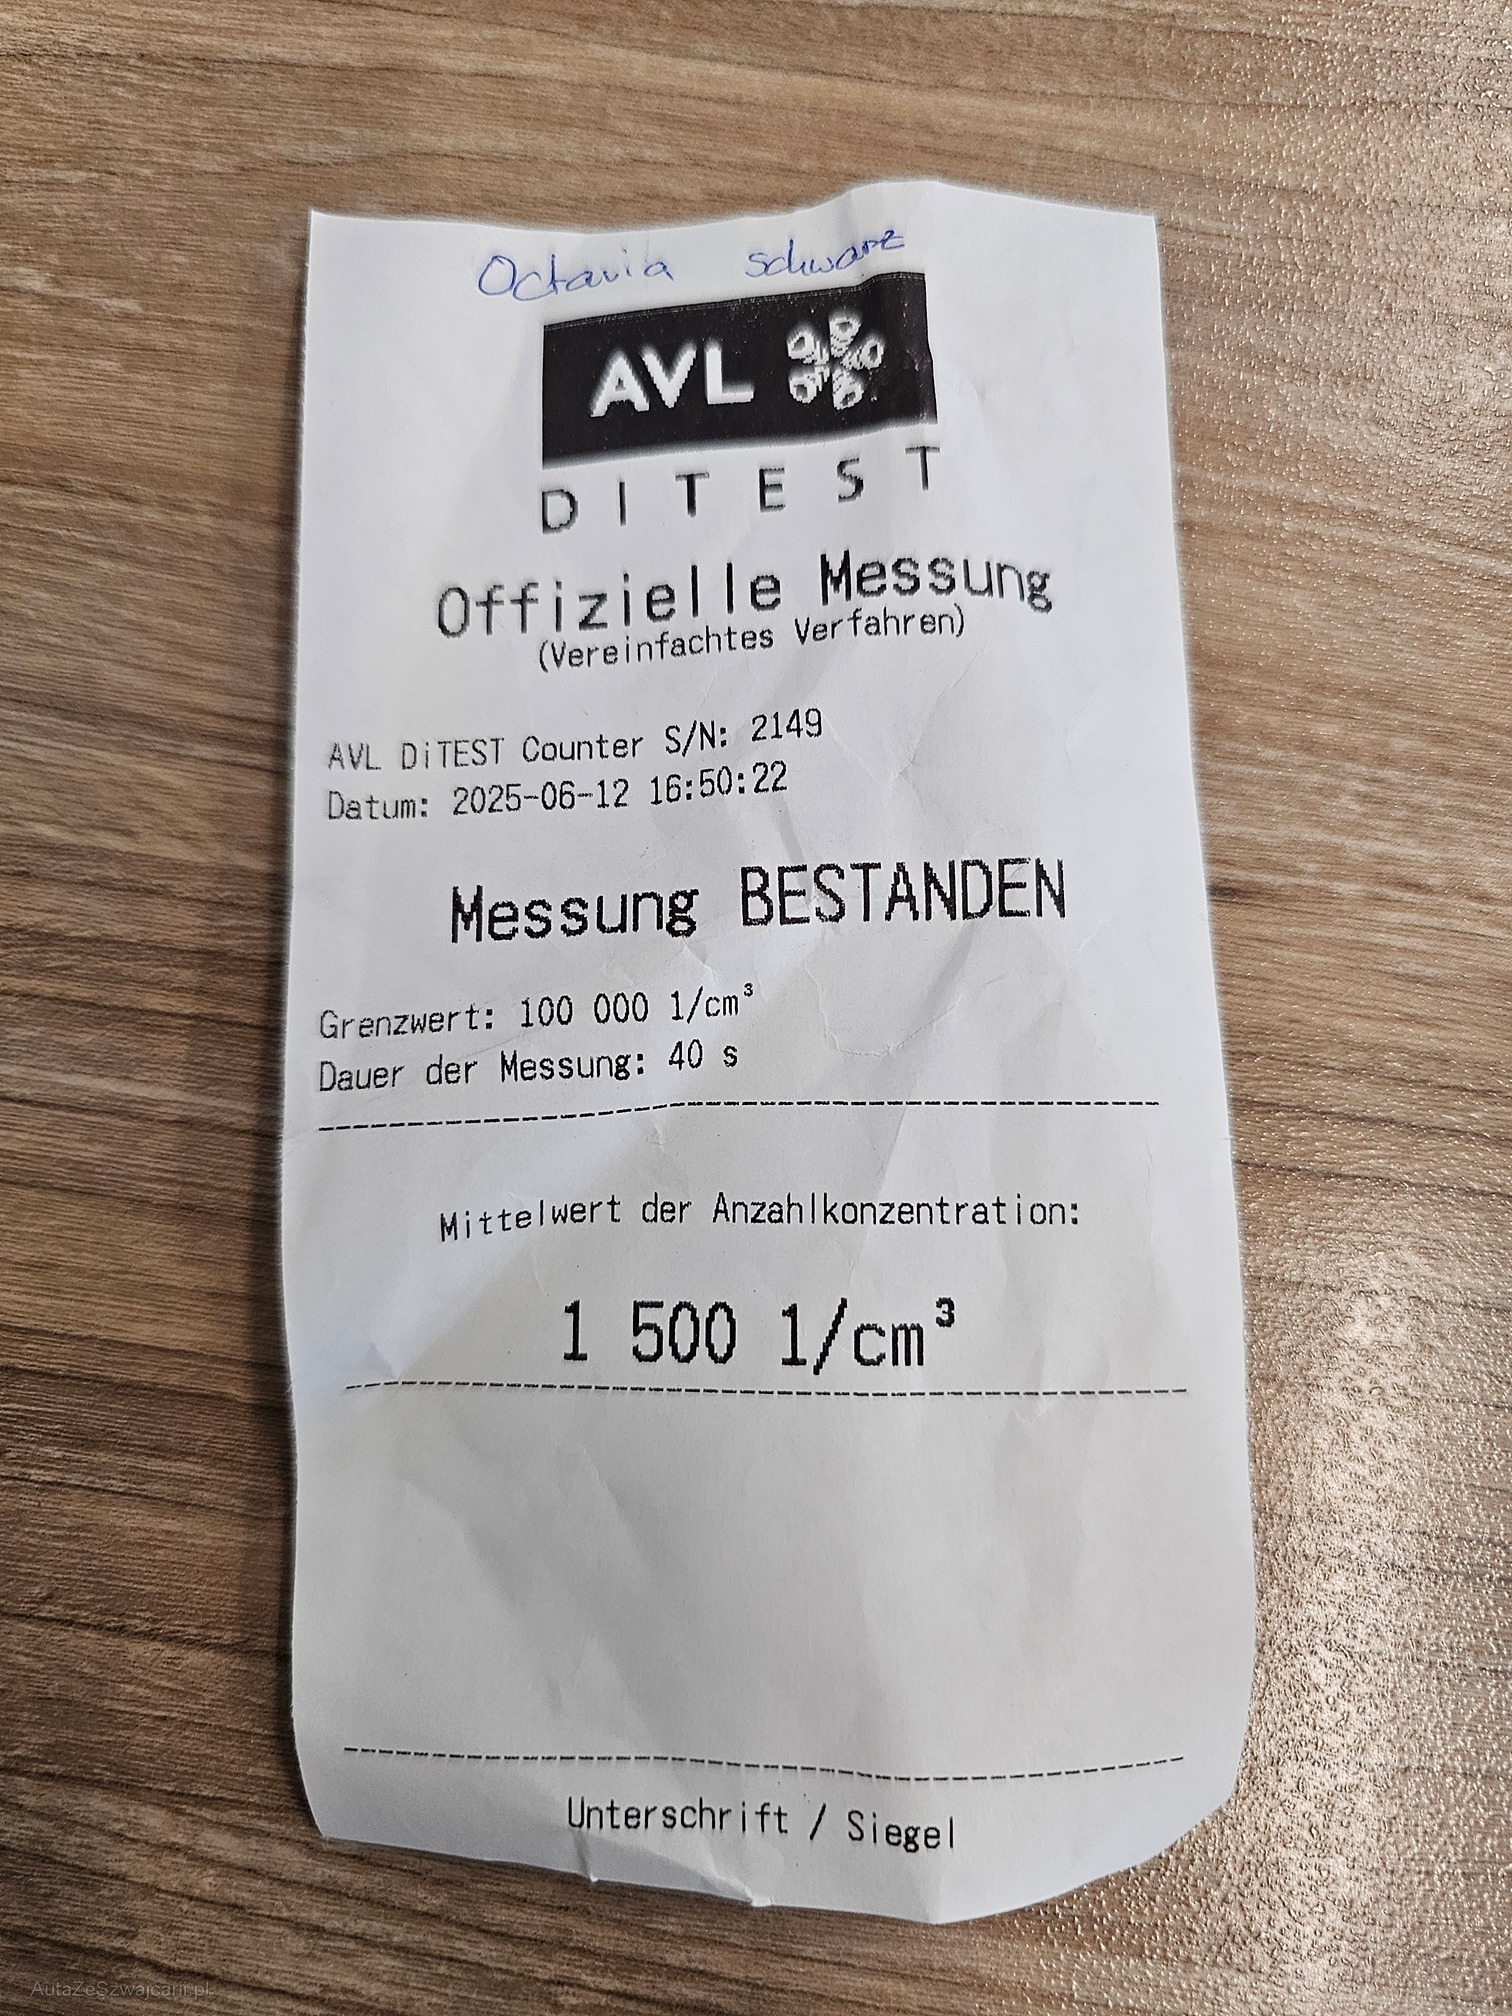 Octavia schwarz
AVL
DITEST
Offizielle Messung
(Vereinfachtes Verfahren)
AVL DiTEST Counter S/N: 2149
Datum: 2025-06-12 16:50:22
Messung BESTANDEN
Grenzwert: 100 000 1/cm³
Dauer der Messung: 40 s
Mittelwert der Anzahlkonzentration:
1 500 1/cm³
Unterschrift / Siegel
AutaZeSzwajcarii.pl